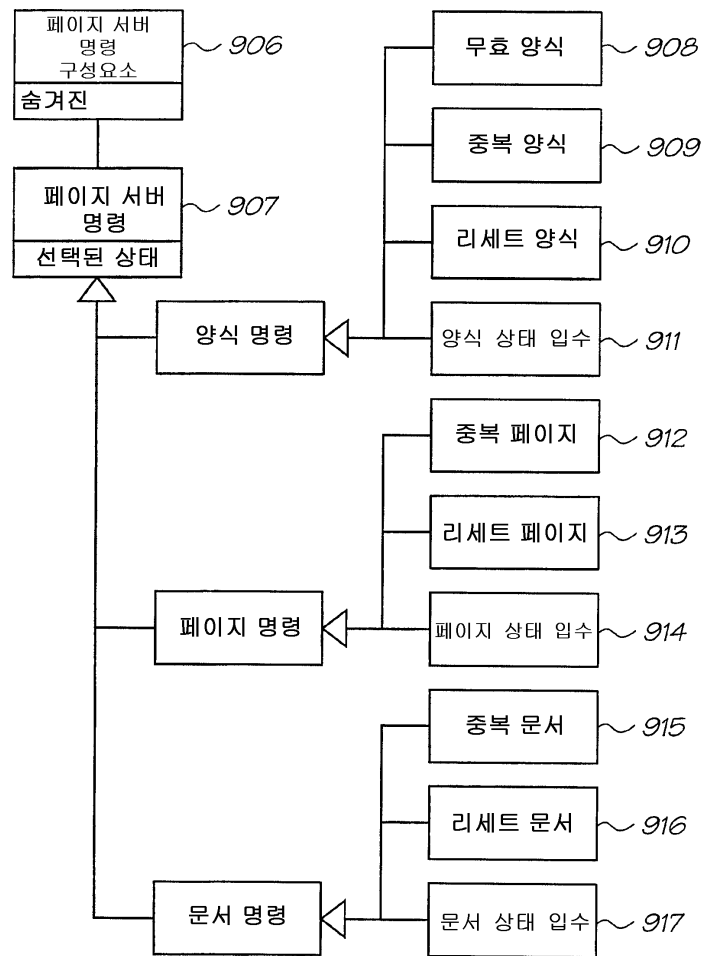 페이지 서버
명령
구성요소
숨겨진
906
페이지 서버
명령
선택된 상태
907
무효 양식
908
중복 양식
909
리세트 양식
910
양식 명령
양식 상태 입수
911
중복 페이지
912
리세트 페이지
913
페이지 명령
페이지 상태 입수
914
중복 문서
915
리세트 문서
916
문서 명령
문서 상태 입수
917